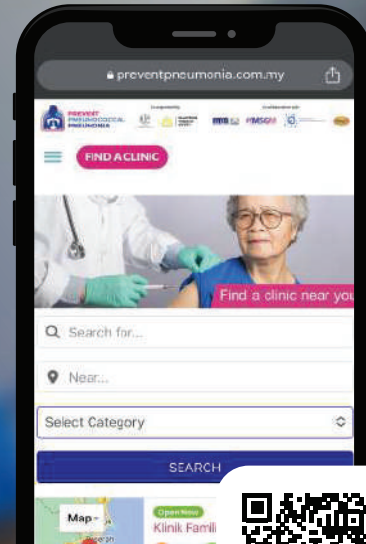 preventpneumonia.com.my
PREVENT
PNEUMOCOCCAL
PNEUMONIA
FIND A CLINIC
Find a clinic near you
Search for...
Near...
Select Category
SEARCH
Map
Open Now
Klinik Famili